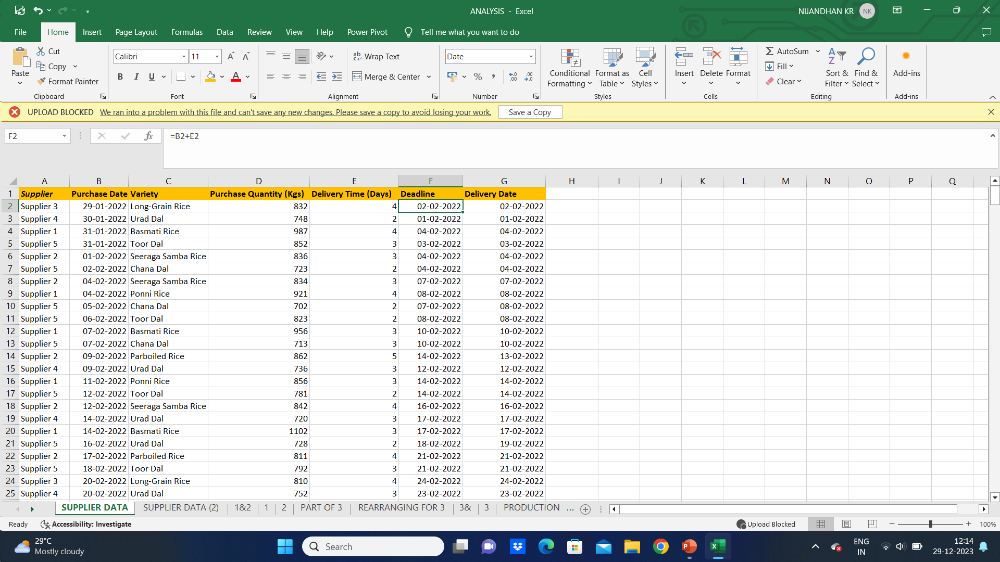 ANALYSIS - Excel
NIJANDHAN KR NK
File Home Insert Page Layout Formulas Data Review View Help Power Pivot Tell me what you want to do
Paste
Cut
Copy
Format Painter
Clipboard
Calibri 11
B I U
Font
Wrap Text
Merge & Center
Alignment
Date
Number
Conditional Formatting
Format as Table
Cell Styles
Styles
Insert Delete Format
Cells
AutoSum
Fill
Clear
Sort & Filter
Find & Select
Editing
Add-ins
Add-ins
UPLOAD BLOCKED We ran into a problem with this file and can't save any new changes. Please save a copy to avoid losing your work. Save a Copy
F2 fx =B2+E2
A B C D E F G H I J K L M N O P Q
1 Supplier Purchase Date Variety Purchase Quantity (Kgs) Delivery Time (Days) Deadline Delivery Date
2 Supplier 3 29-01-2022 Long-Grain Rice 832 4 02-02-2022 02-02-2022
3 Supplier 4 30-01-2022 Urad Dal 748 2 01-02-2022 01-02-2022
4 Supplier 1 31-01-2022 Basmati Rice 987 4 04-02-2022 04-02-2022
5 Supplier 5 31-01-2022 Toor Dal 852 3 03-02-2022 03-02-2022
6 Supplier 2 01-02-2022 Seeraga Samba Rice 836 3 04-02-2022 04-02-2022
7 Supplier 5 02-02-2022 Chana Dal 723 2 04-02-2022 04-02-2022
8 Supplier 2 04-02-2022 Seeraga Samba Rice 834 3 07-02-2022 07-02-2022
9 Supplier 1 04-02-2022 Ponni Rice 921 4 08-02-2022 08-02-2022
10 Supplier 5 05-02-2022 Chana Dal 702 2 07-02-2022 08-02-2022
11 Supplier 5 06-02-2022 Toor Dal 823 2 08-02-2022 08-02-2022
12 Supplier 1 07-02-2022 Basmati Rice 956 3 10-02-2022 10-02-2022
13 Supplier 5 07-02-2022 Chana Dal 713 3 10-02-2022 10-02-2022
14 Supplier 2 09-02-2022 Parboiled Rice 862 5 14-02-2022 13-02-2022
15 Supplier 4 09-02-2022 Urad Dal 736 3 12-02-2022 12-02-2022
16 Supplier 1 11-02-2022 Ponni Rice 856 3 14-02-2022 14-02-2022
17 Supplier 5 12-02-2022 Toor Dal 781 2 14-02-2022 14-02-2022
18 Supplier 2 12-02-2022 Seeraga Samba Rice 842 4 16-02-2022 16-02-2022
19 Supplier 4 14-02-2022 Urad Dal 720 3 17-02-2022 17-02-2022
20 Supplier 1 14-02-2022 Basmati Rice 1102 3 17-02-2022 17-02-2022
21 Supplier 5 16-02-2022 Urad Dal 728 2 18-02-2022 19-02-2022
22 Supplier 2 17-02-2022 Parboiled Rice 811 4 21-02-2022 21-02-2022
23 Supplier 5 18-02-2022 Toor Dal 792 3 21-02-2022 21-02-2022
24 Supplier 3 20-02-2022 Long-Grain Rice 810 4 24-02-2022 24-02-2022
25 Supplier 4 20-02-2022 Urad Dal 752 3 23-02-2022 23-02-2022
SUPPLIER DATA SUPPLIER DATA (2) 1&2 1 2 PART OF 3 REARRANGING FOR 3 3& 3 PRODUCTION ...
Ready Accessibility: Investigate Upload Blocked 100%
29°C
Mostly cloudy
Search
ENG
IN
12:14
29-12-2023